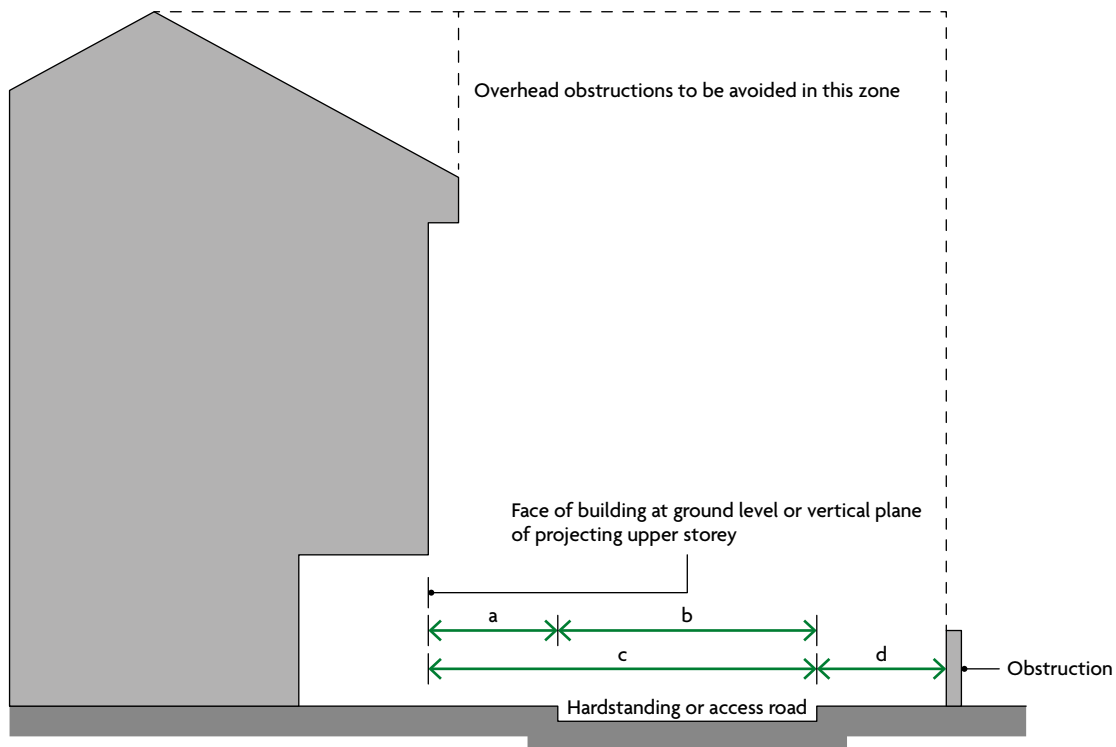 Overhead obstructions to be avoided in this zone
Face of building at ground level or vertical plane
of projecting upper storey
a
b
c
d
Obstruction
Hardstanding or access road